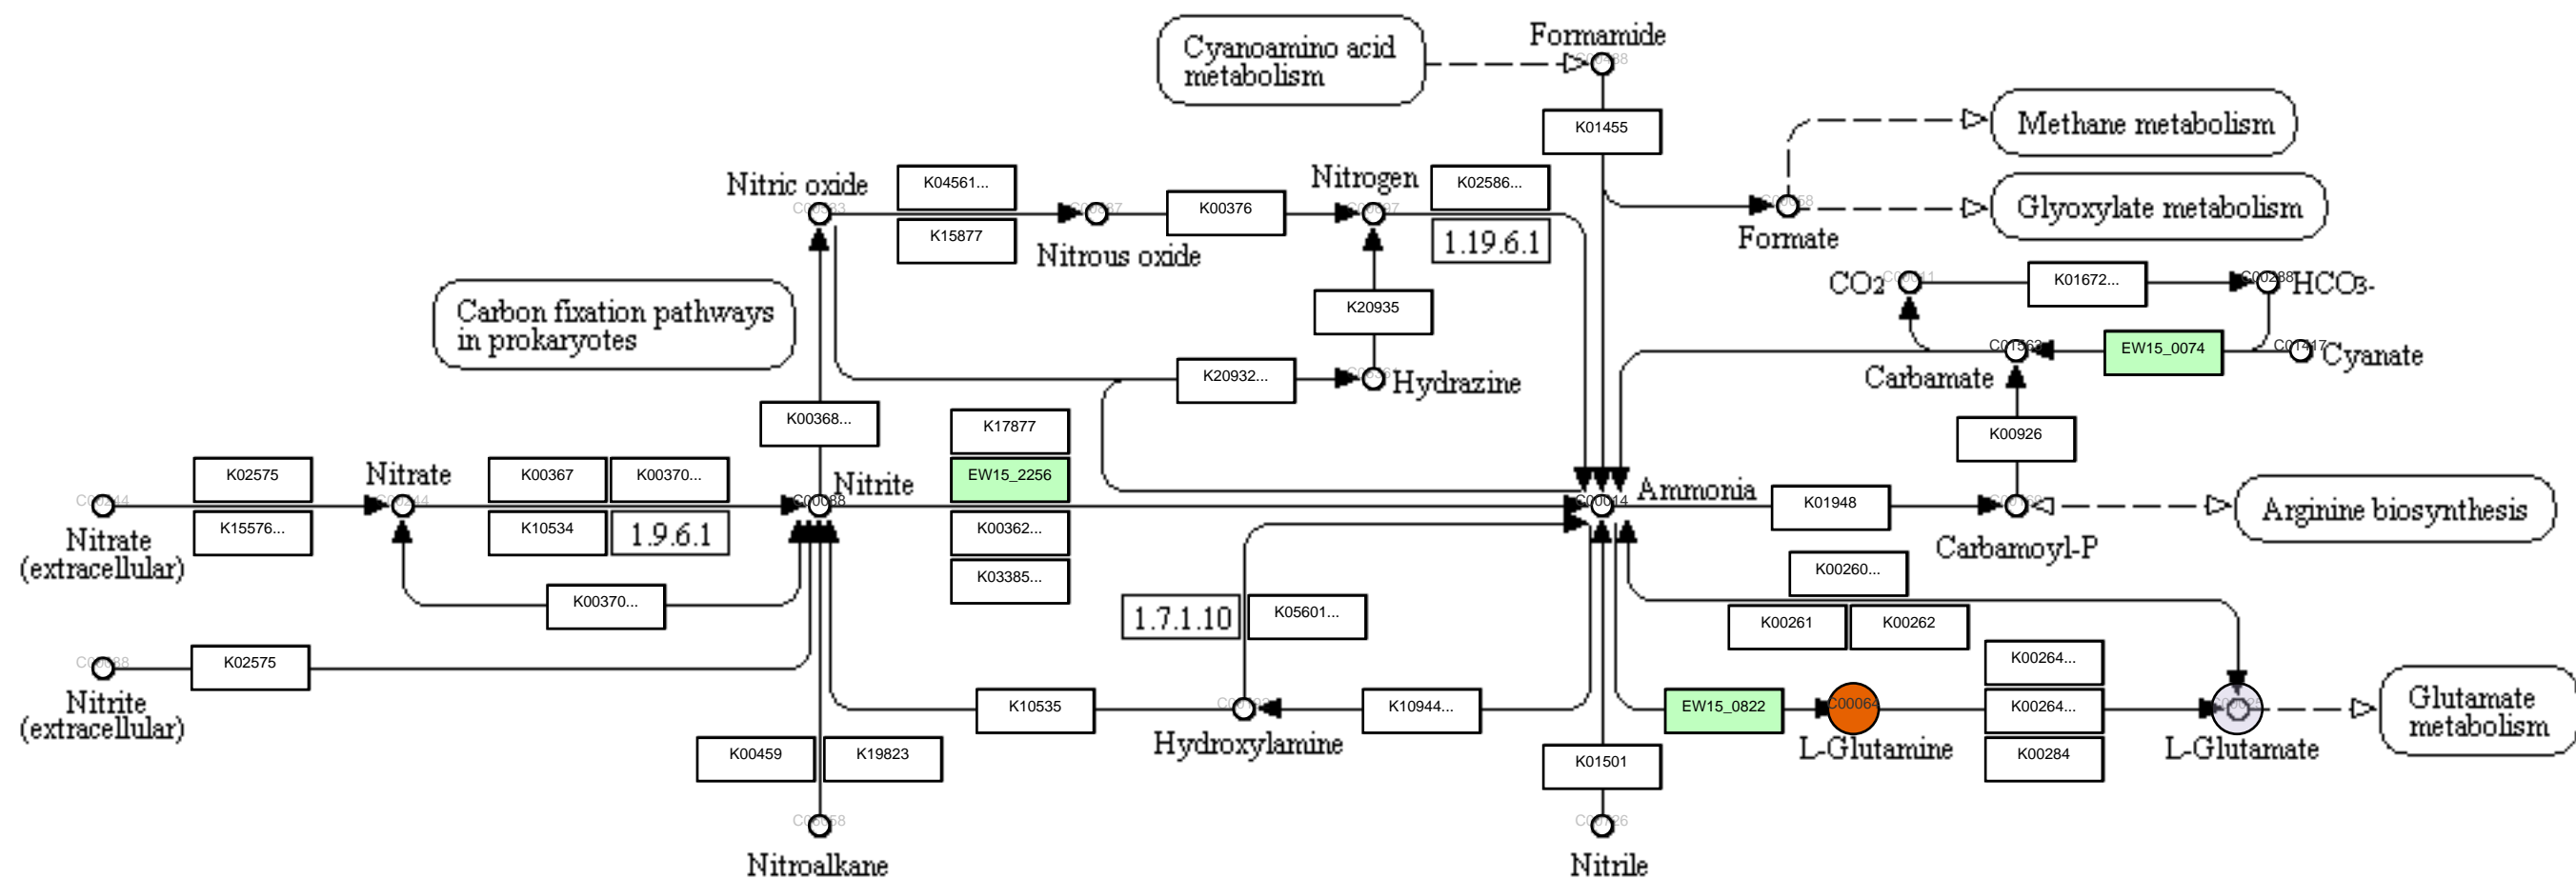 Cyanoamino acid
metabolism
Formamide
K01455
Methane metabolism
Glyoxylate metabolism
Formate
Nitric oxide
K04561...
K15877
Nitrous oxide
K00376
Nitrogen
K02586...
1.19.6.1
CO2
K01672...
C00288
HCO3-
K20935
Carbon fixation pathways
in prokaryotes
EW15_0074
Cyanate
Carbamate
K20932...
Hydrazine
K00368...
K17877
K00926
K02575
Nitrate
K00367
K00370...
EW15_2256
Nitrite
C00088
C00014
Ammonia
K01948
Arginine biosynthesis
Nitrate
(extracellular)
K15576...
K10534
1.9.6.1
K00362...
Carbamoyl-P
K03385...
K00260...
K00370...
1.7.1.10
K05601...
K00261
K00262
K02575
Nitrite
(extracellular)
K00264...
K10535
K10944...
EW15_0822
C00064
K00264...
Glutamate
metabolism
Hydroxylamine
L-Glutamine
L-Glutamate
K00459
K19823
K01501
K00284
Nitroalkane
Nitrile